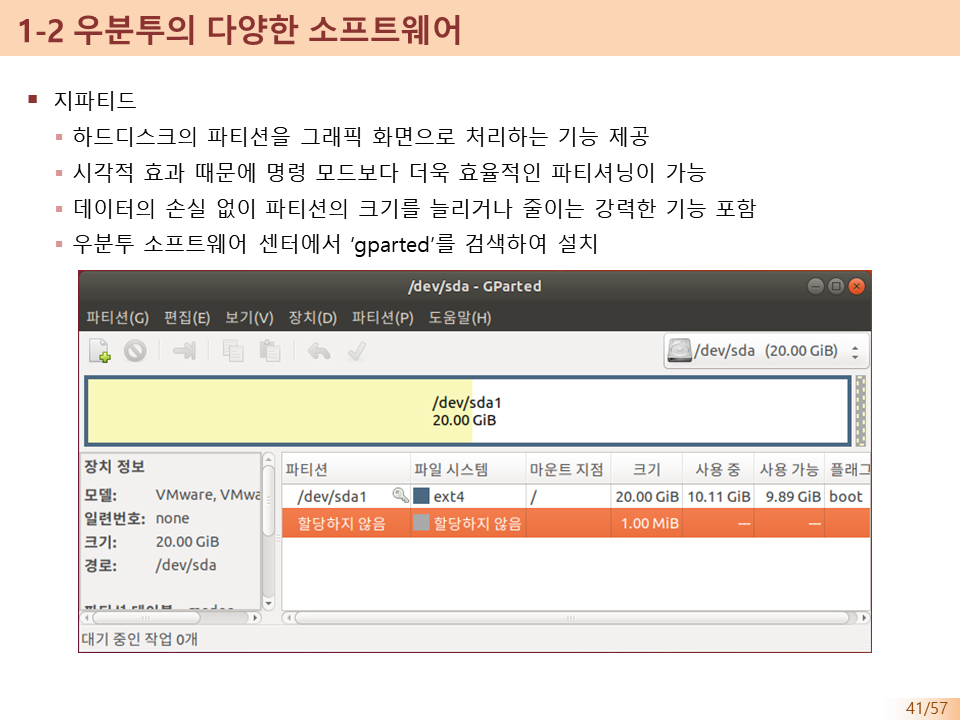 1-2 우분투의 다양한 소프트웨어
지파티드
하드디스크의 파티션을 그래픽 화면으로 처리하는 기능 제공
시각적 효과 때문에 명령 모드보다 더욱 효율적인 파티셔닝이 가능
데이터의 손실 없이 파티션의 크기를 늘리거나 줄이는 강력한 기능 포함
우분투 소프트웨어 센터에서 ‘gparted’를 검색하여 설치
/dev/sda - GParted
파티션(G) 편집(E) 보기(V) 장치(D) 파티션(P) 도움말(H)
/dev/sda (20.00 GiB)
/dev/sda1
20.00 GiB
장치 정보
모델: VMware, VMwa
일련번호: none
크기: 20.00 GiB
경로: /dev/sda
파티션 파일 시스템 마운트 지점 크기 사용 중 사용 가능 플래그
/dev/sda1 ext4 / 20.00 GiB 10.11 GiB 9.89 GiB boot
할당하지 않음 할당하지 않음 1.00 MiB --- ---
대기 중인 작업 0개
41/57